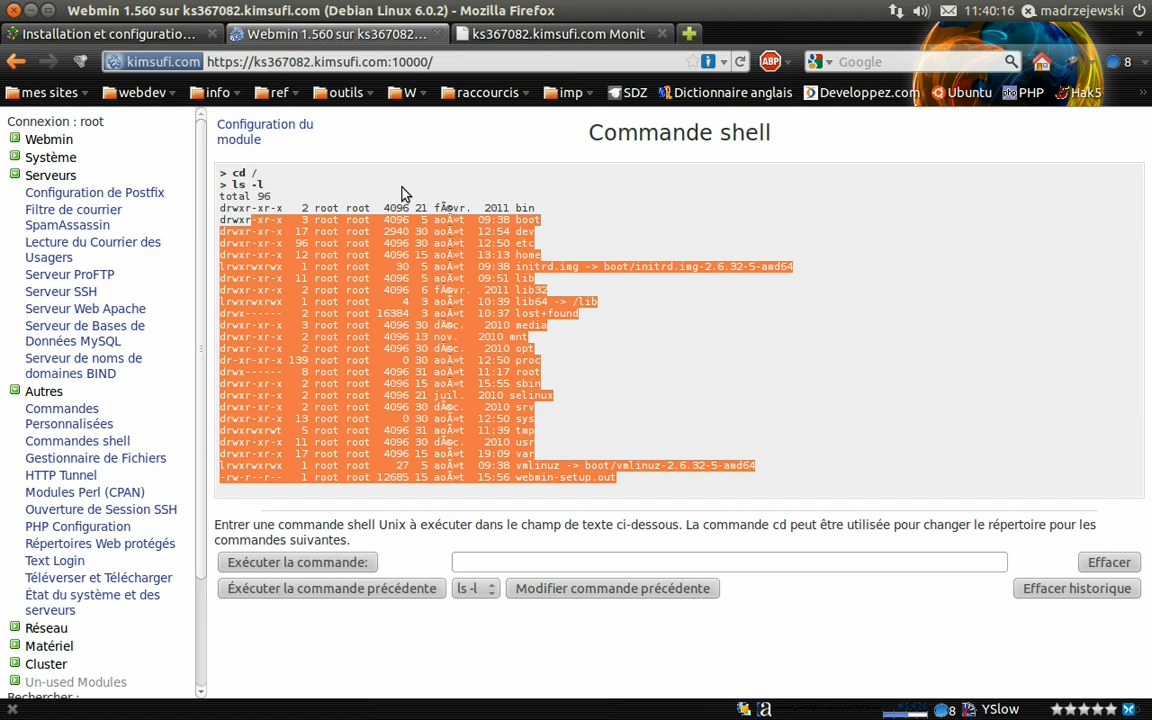 Webmin 1.560 sur ks367082.kimsufi.com (Debian Linux 6.0.2) - Mozilla Firefox
11:40:16 madrzejewski
Installation et configuratio...
Webmin 1.560 sur ks367082...
ks367082.kimsufi.com Monit
kimsufi.com https://ks367082.kimsufi.com:10000/
ABP
Google
8
mes sites
webdev
info
ref
outils
W
raccourcis
imp
SDZ
Dictionnaire anglais
Developpez.com
Ubuntu
PHP
Hak5
Connexion : root
Webmin
Système
Serveurs
Configuration de Postfix
Filtre de courrier
SpamAssassin
Lecture du Courrier des
Usagers
Serveur ProFTP
Serveur SSH
Serveur Web Apache
Serveur de Bases de
Données MySQL
Serveur de noms de
domaines BIND
Autres
Commandes
Personnalisées
Commandes shell
Gestionnaire de Fichiers
HTTP Tunnel
Modules Perl (CPAN)
Ouverture de Session SSH
PHP Configuration
Répertoires Web protégés
Text Login
Téléverser et Télécharger
État du système et des
serveurs
Réseau
Matériel
Cluster
Un-used Modules
Rechercher :
Configuration du
module
Commande shell
> cd /
> ls -l
total 96
drwxr-xr-x 2 root root 4096 21 fÃ©vr. 2011 bin
drwxr-xr-x 3 root root 4096 5 aoÃ»t 09:38 boot
drwxr-xr-x 17 root root 2940 30 aoÃ»t 12:54 dev
drwxr-xr-x 96 root root 4096 30 aoÃ»t 12:50 etc
drwxr-xr-x 12 root root 4096 15 aoÃ»t 13:13 home
lrwxrwxrwx 1 root root 30 5 aoÃ»t 09:38 initrd.img -> boot/initrd.img-2.6.32-5-amd64
drwxr-xr-x 11 root root 4096 5 aoÃ»t 09:51 lib
drwxr-xr-x 2 root root 4096 6 fÃ©vr. 2011 lib32
lrwxrwxrwx 1 root root 4 3 aoÃ»t 10:39 lib64 -> /lib
drwx------ 2 root root 16384 3 aoÃ»t 10:37 lost+found
drwxr-xr-x 3 root root 4096 30 dÃ©c. 2010 media
drwxr-xr-x 2 root root 4096 13 nov. 2010 mnt
drwxr-xr-x 2 root root 4096 30 dÃ©c. 2010 opt
dr-xr-xr-x 139 root root 0 30 aoÃ»t 12:50 proc
drwx------ 8 root root 4096 31 aoÃ»t 11:17 root
drwxr-xr-x 2 root root 4096 15 aoÃ»t 15:55 sbin
drwxr-xr-x 2 root root 4096 21 juil. 2010 selinux
drwxr-xr-x 2 root root 4096 30 dÃ©c. 2010 srv
drwxr-xr-x 13 root root 0 30 aoÃ»t 12:50 sys
drwxrwxrwt 5 root root 4096 31 aoÃ»t 11:39 tmp
drwxr-xr-x 11 root root 4096 30 dÃ©c. 2010 usr
drwxr-xr-x 17 root root 4096 15 aoÃ»t 19:09 var
lrwxrwxrwx 1 root root 27 5 aoÃ»t 09:38 vmlinuz -> boot/vmlinuz-2.6.32-5-amd64
-rw-r--r-- 1 root root 12685 15 aoÃ»t 15:56 webmin-setup.out
Entrer une commande shell Unix à exécuter dans le champ de texte ci-dessous. La commande cd peut être utilisée pour changer le répertoire pour les
commandes suivantes.
Exécuter la commande:
Effacer
Éxécuter la commande précédente
ls -l
Modifier commande précédente
Effacer historique
8
YSlow